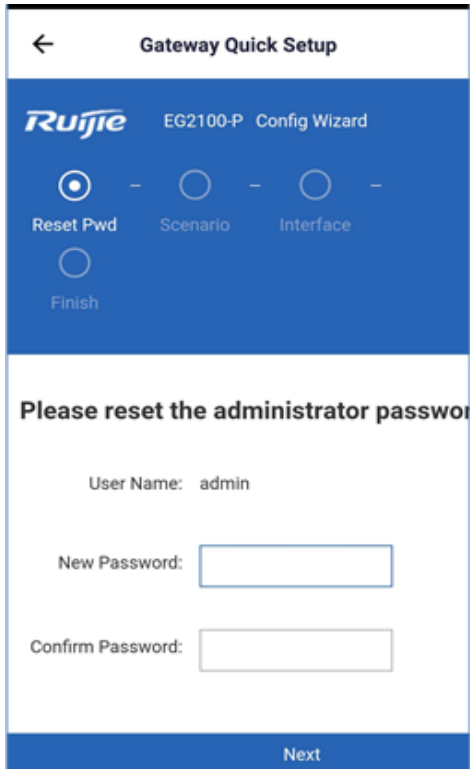 Gateway Quick Setup
Ruijie EG2100-P Config Wizard
Reset Pwd – Scenario – Interface –
Finish
Please reset the administrator passwor
User Name: admin
New Password:
Confirm Password:
Next